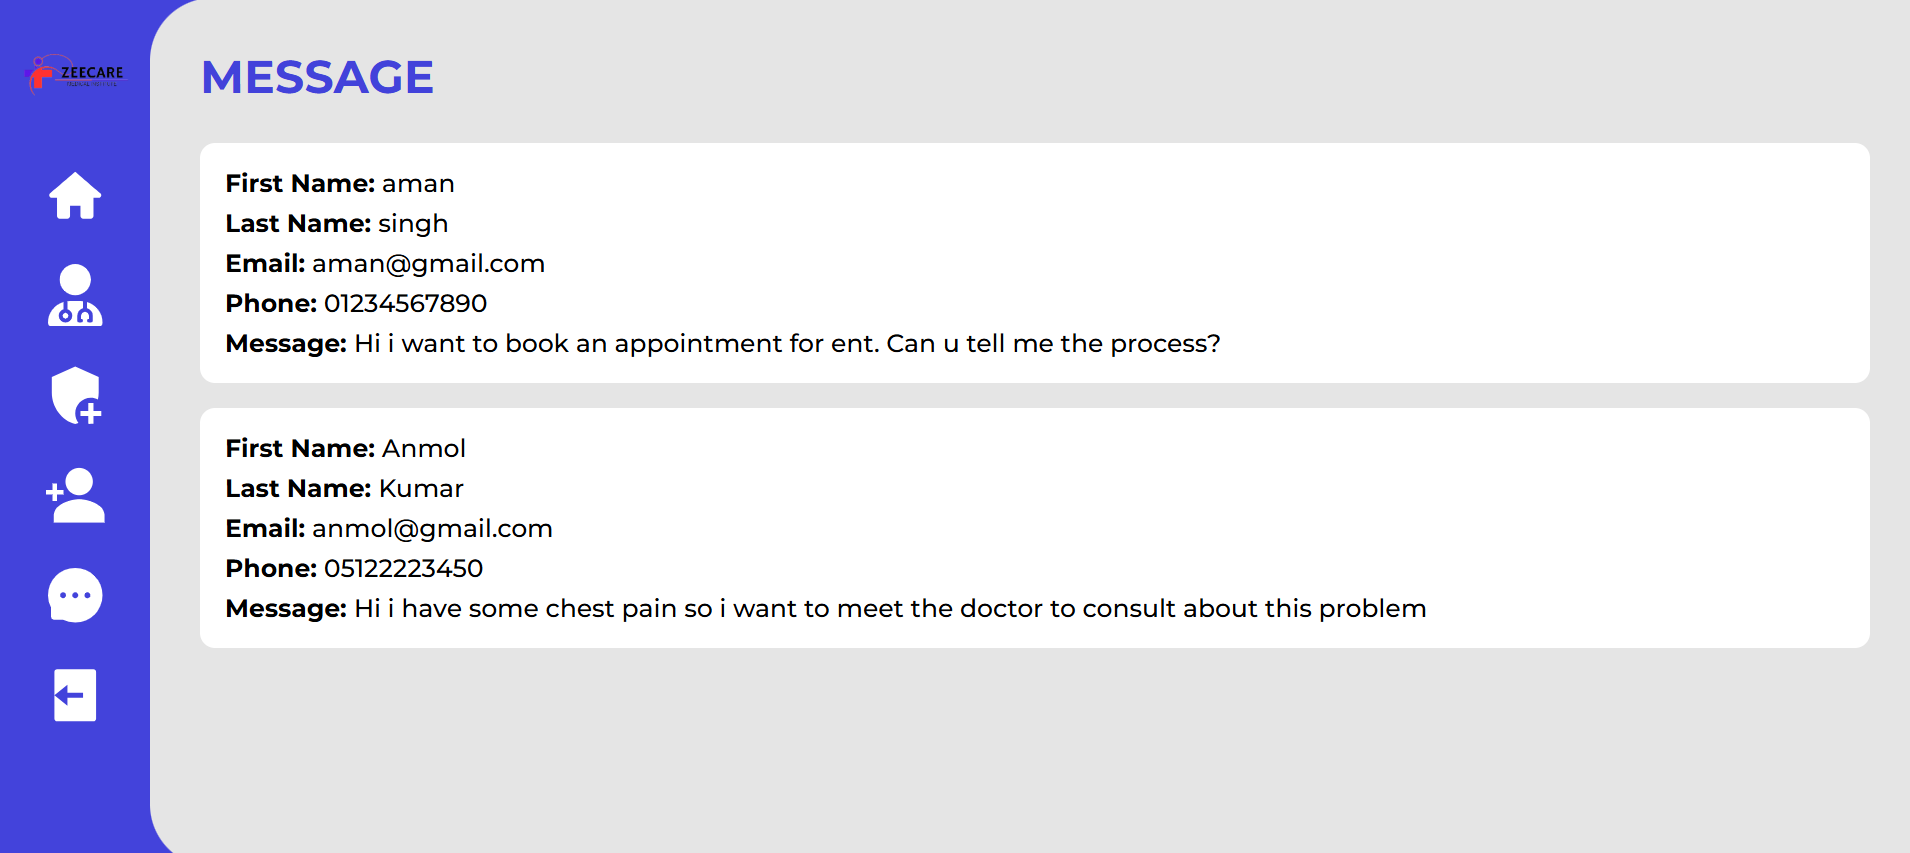 ZEECARE
MESSAGE
First Name: aman
Last Name: singh
Email: aman@gmail.com
Phone: 01234567890
Message: Hi i want to book an appointment for ent. Can u tell me the process?
First Name: Anmol
Last Name: Kumar
Email: anmol@gmail.com
Phone: 05122223450
Message: Hi i have some chest pain so i want to meet the doctor to consult about this problem